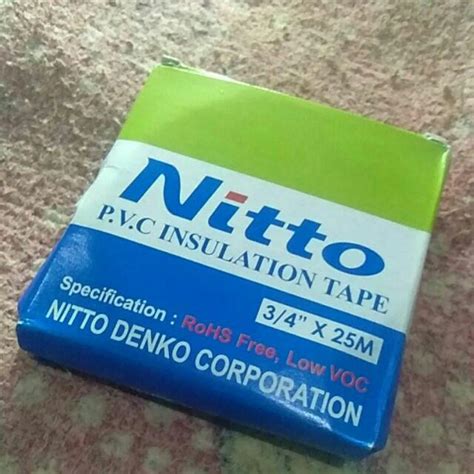 Nitto
P.V.C INSULATION TAPE
3/4" X 25M
Specification : RoHS Free, Low VOC
NITTO DENKO CORPORATION